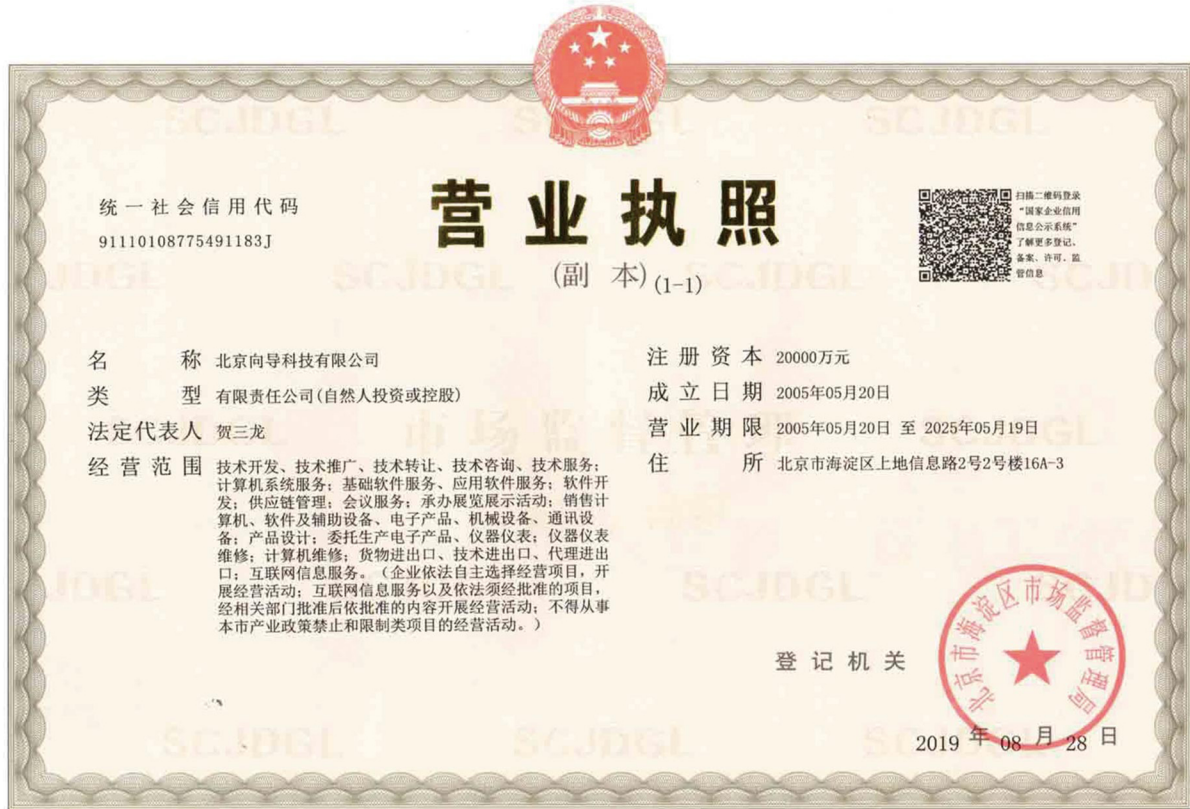 统一社会信用代码
91110108775491183J
营业执照
(副 本)(1-1)
扫描二维码登录
“国家企业信用
信息公示系统”
了解更多登记、
备案、许可、监
管信息
名 称 北京向导科技有限公司
类 型 有限责任公司(自然人投资或控股)
法定代表人 贺三龙
经营范围 技术开发、技术推广、技术转让、技术咨询、技术服务;
计算机系统服务;基础软件服务、应用软件服务;软件开
发;供应链管理;会议服务;承办展览展示活动;销售计
算机、软件及辅助设备、电子产品、机械设备、通讯设
备;产品设计;委托生产电子产品、仪器仪表;仪器仪表
维修;计算机维修;货物进出口、技术进出口、代理进出
口;互联网信息服务。(企业依法自主选择经营项目,开
展经营活动;互联网信息服务以及依法须经批准的项目,
经相关部门批准后依批准的内容开展经营活动;不得从事
本市产业政策禁止和限制类项目的经营活动。)
注册资本 20000万元
成立日期 2005年05月20日
营业期限 2005年05月20日 至 2025年05月19日
住 所 北京市海淀区上地信息路2号2号楼16A-3
登记机关
北京市海淀区市场监督管理局
2019 年 08 月 28 日
SCJDGL
SCJDGL
SCJDGL
SCJDGL
SCJDGL
市场监督管理
SCJDGL
SCJDGL
SCJDGL
SCJDGL